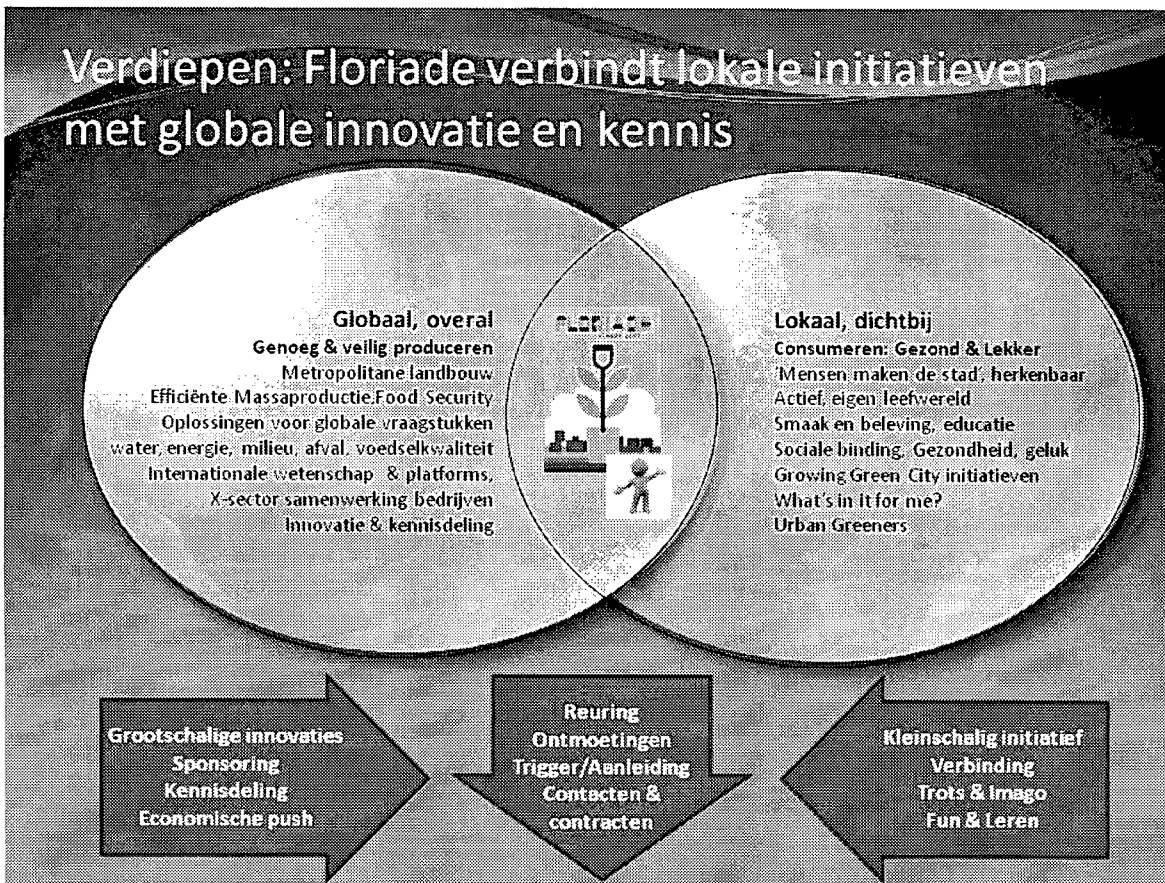 Verdiepen: Floriade verbindt lokale initiatieven
met globale innovatie en kennis
Globaal, overal
Genoeg & veilig produceren
Metropolitane landbouw
Efficiënte Massaproductie.Food Security
Oplossingen voor globale vraagstukken
water, energie, milieu, afval, voedselkwaliteit
Internationale wetenschap & platforms,
X-sector samenwerking bedrijven
Innovatie & kennisdeling
FLORIADE
Lokaal, dichtbij
Consumeren: Gezond & Lekker
'Mensen maken de stad', herkenbaar
Actief, eigen leefwereld
Smaak en beleving, educatie
Sociale binding, Gezondheid, geluk
Growing Green City initiatieven
What's in it for me?
Urban Greeners
Grootschalige innovaties
Sponsoring
Kennisdeling
Economische push
Reuring
Ontmoetingen
Trigger/Aanleiding
Contacten &
contracten
Kleinschalig initiatief
Verbinding
Trots & Imago
Fun & Leren